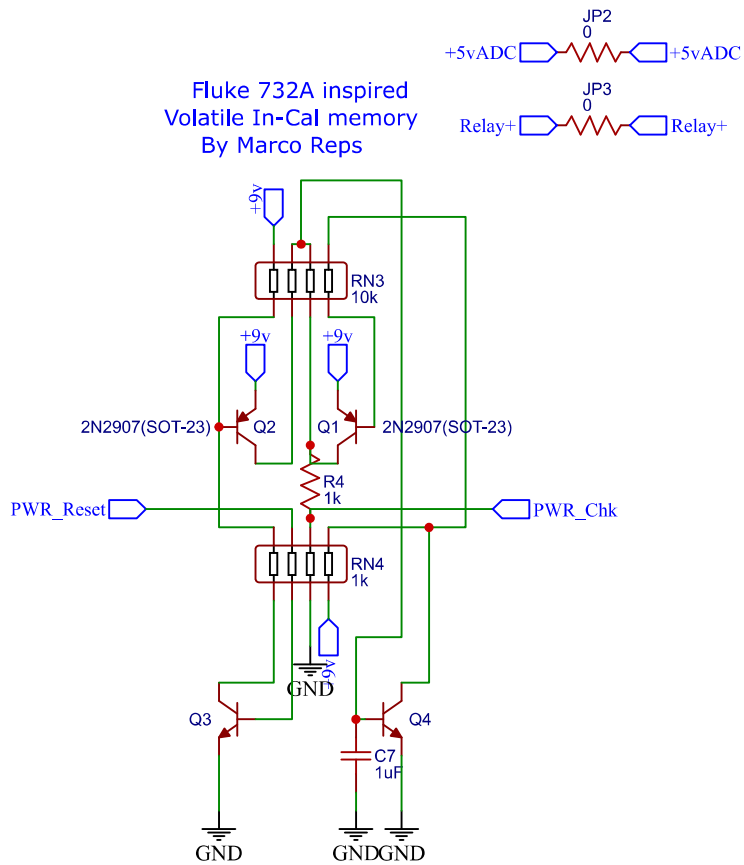 JP2
0
+5vADC
+5vADC
JP3
0
Relay+
Relay+
Fluke 732A inspired
Volatile In-Cal memory
By Marco Reps
+9v
RN3
10k
+9v
+9v
2N2907(SOT-23)
Q2
Q1
2N2907(SOT-23)
R4
1k
PWR_Reset
PWR_Chk
RN4
1k
+9v
GND
Q3
Q4
C7
1uF
GND
GND
GND